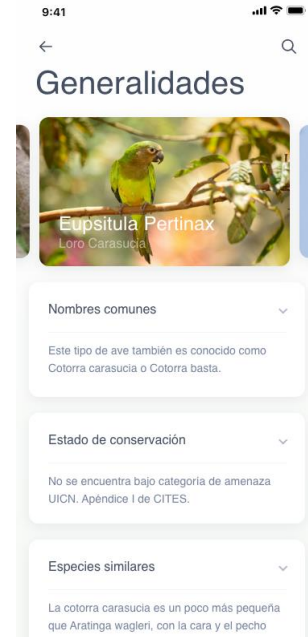 9:41
Generalidades
Eupsitula Pertinax
Loro Carasucia
Nombres comunes
Este tipo de ave también es conocido como
Cotorra carasucia o Cotorra basta.
Estado de conservación
No se encuentra bajo categoría de amenaza
UICN. Apéndice I de CITES.
Especies similares
La cotorra carasucia es un poco más pequeña
que Aratinga wagleri, con la cara y el pecho